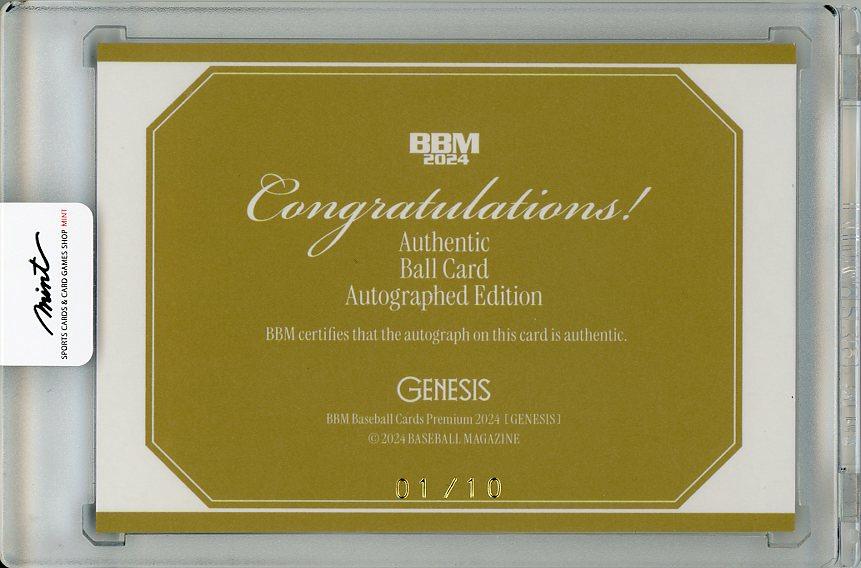 BBM
2024
Congratulations!
Authentic
Ball Card
Autographed Edition
BBM certifies that the autograph on this card is authentic.
GENESIS
BBM Baseball Cards Premium 2024 [GENESIS]
© 2024 BASEBALL MAGAZINE
01/10
mint
SPORTS CARDS & CARD GAMES SHOP MINT